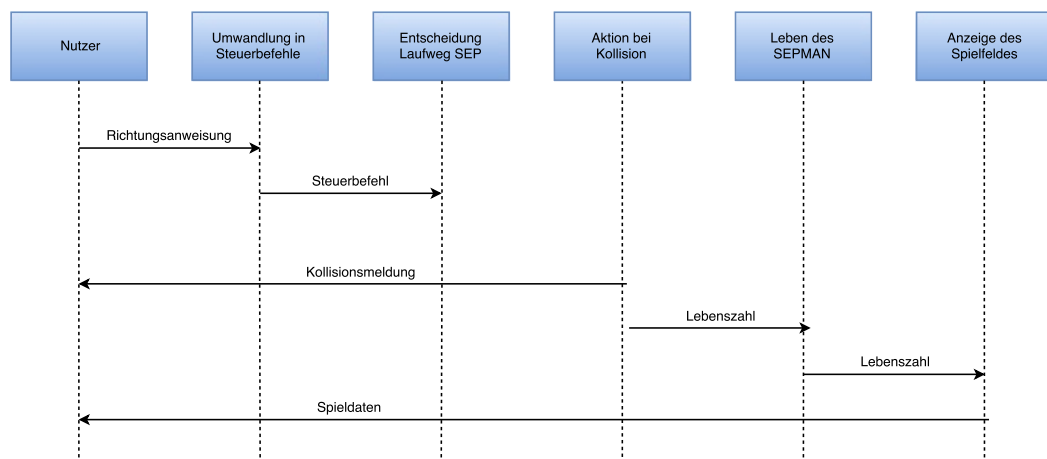 Nutzer
Umwandlung in
Steuerbefehle
Entscheidung
Laufweg SEP
Aktion bei
Kollision
Leben des
SEPMAN
Anzeige des
Spielfeldes
Richtungsanweisung
Steuerbefehl
Kollisionsmeldung
Lebenszahl
Lebenszahl
Spieldaten